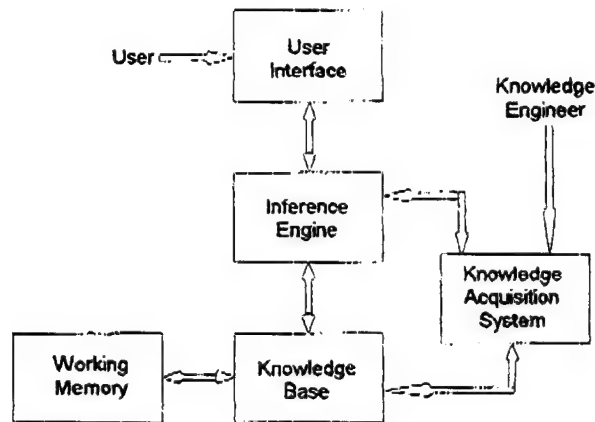 User
User
Interface
Knowledge
Engineer
Inference
Engine
Knowledge
Acquisition
System
Working
Memory
Knowledge
Base